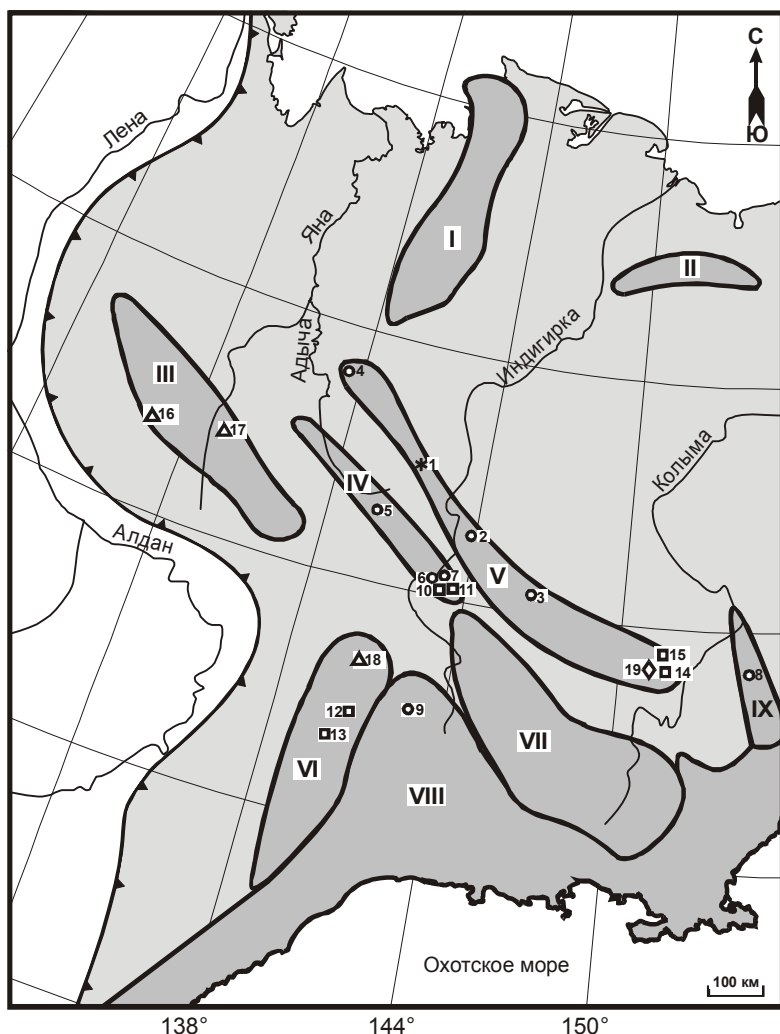 С
Ю
Лена
Яна
I
II
Адыча
Индигирка
III
4
16
17
1
Колыма
IV
5
2
Алдан
6
7
V
10
11
3
18
15
19
14
8
12
9
IX
13
VII
VI
VIII
Охотское море
100 км
138°
144°
150°